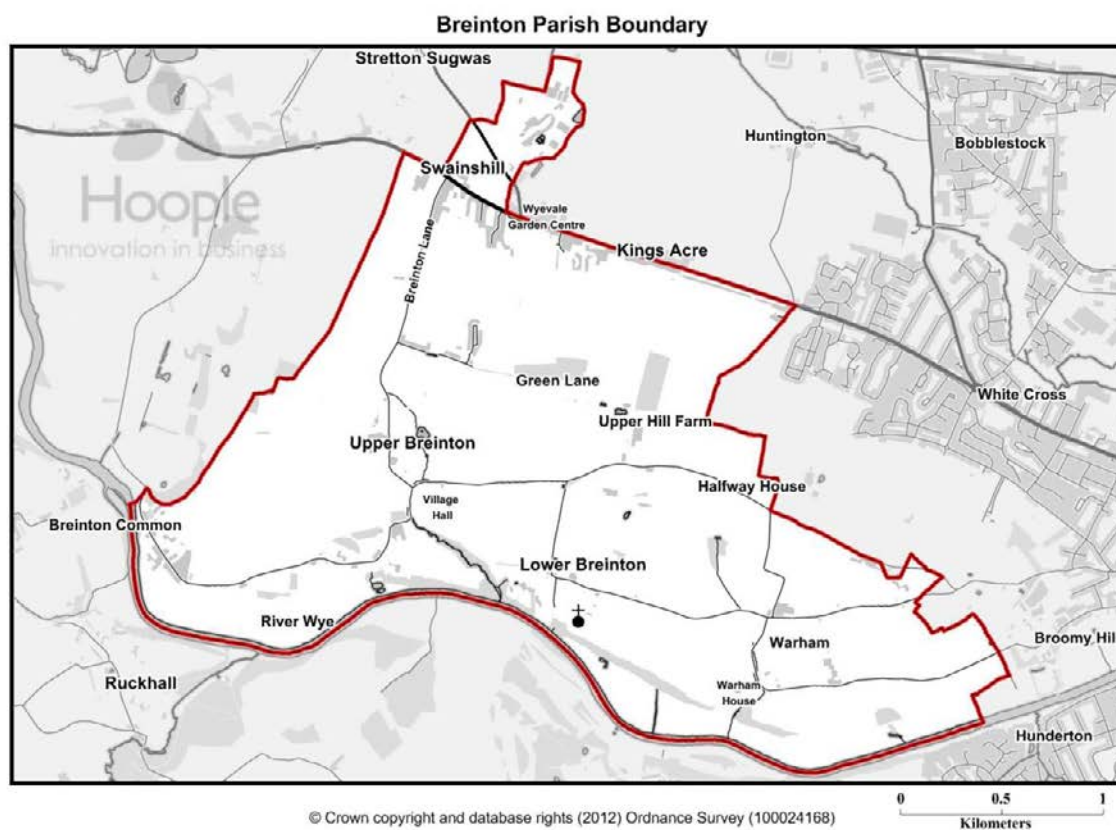 Breinton Parish Boundary
Stretton Sugwas
Huntington
Bobblestock
Swainshill
Hoople
innovation in business
Wyevale
Garden Centre
Kings Acre
Breinton Lane
Green Lane
White Cross
Upper Hill Farm
Upper Breinton
Halfway House
Village
Hall
Breinton Common
Lower Breinton
River Wye
Warham
Broomy Hil
Ruckhall
Warham
House
Hunderton
© Crown copyright and database rights (2012) Ordnance Survey (100024168)
0 0.5 1
Kilometers